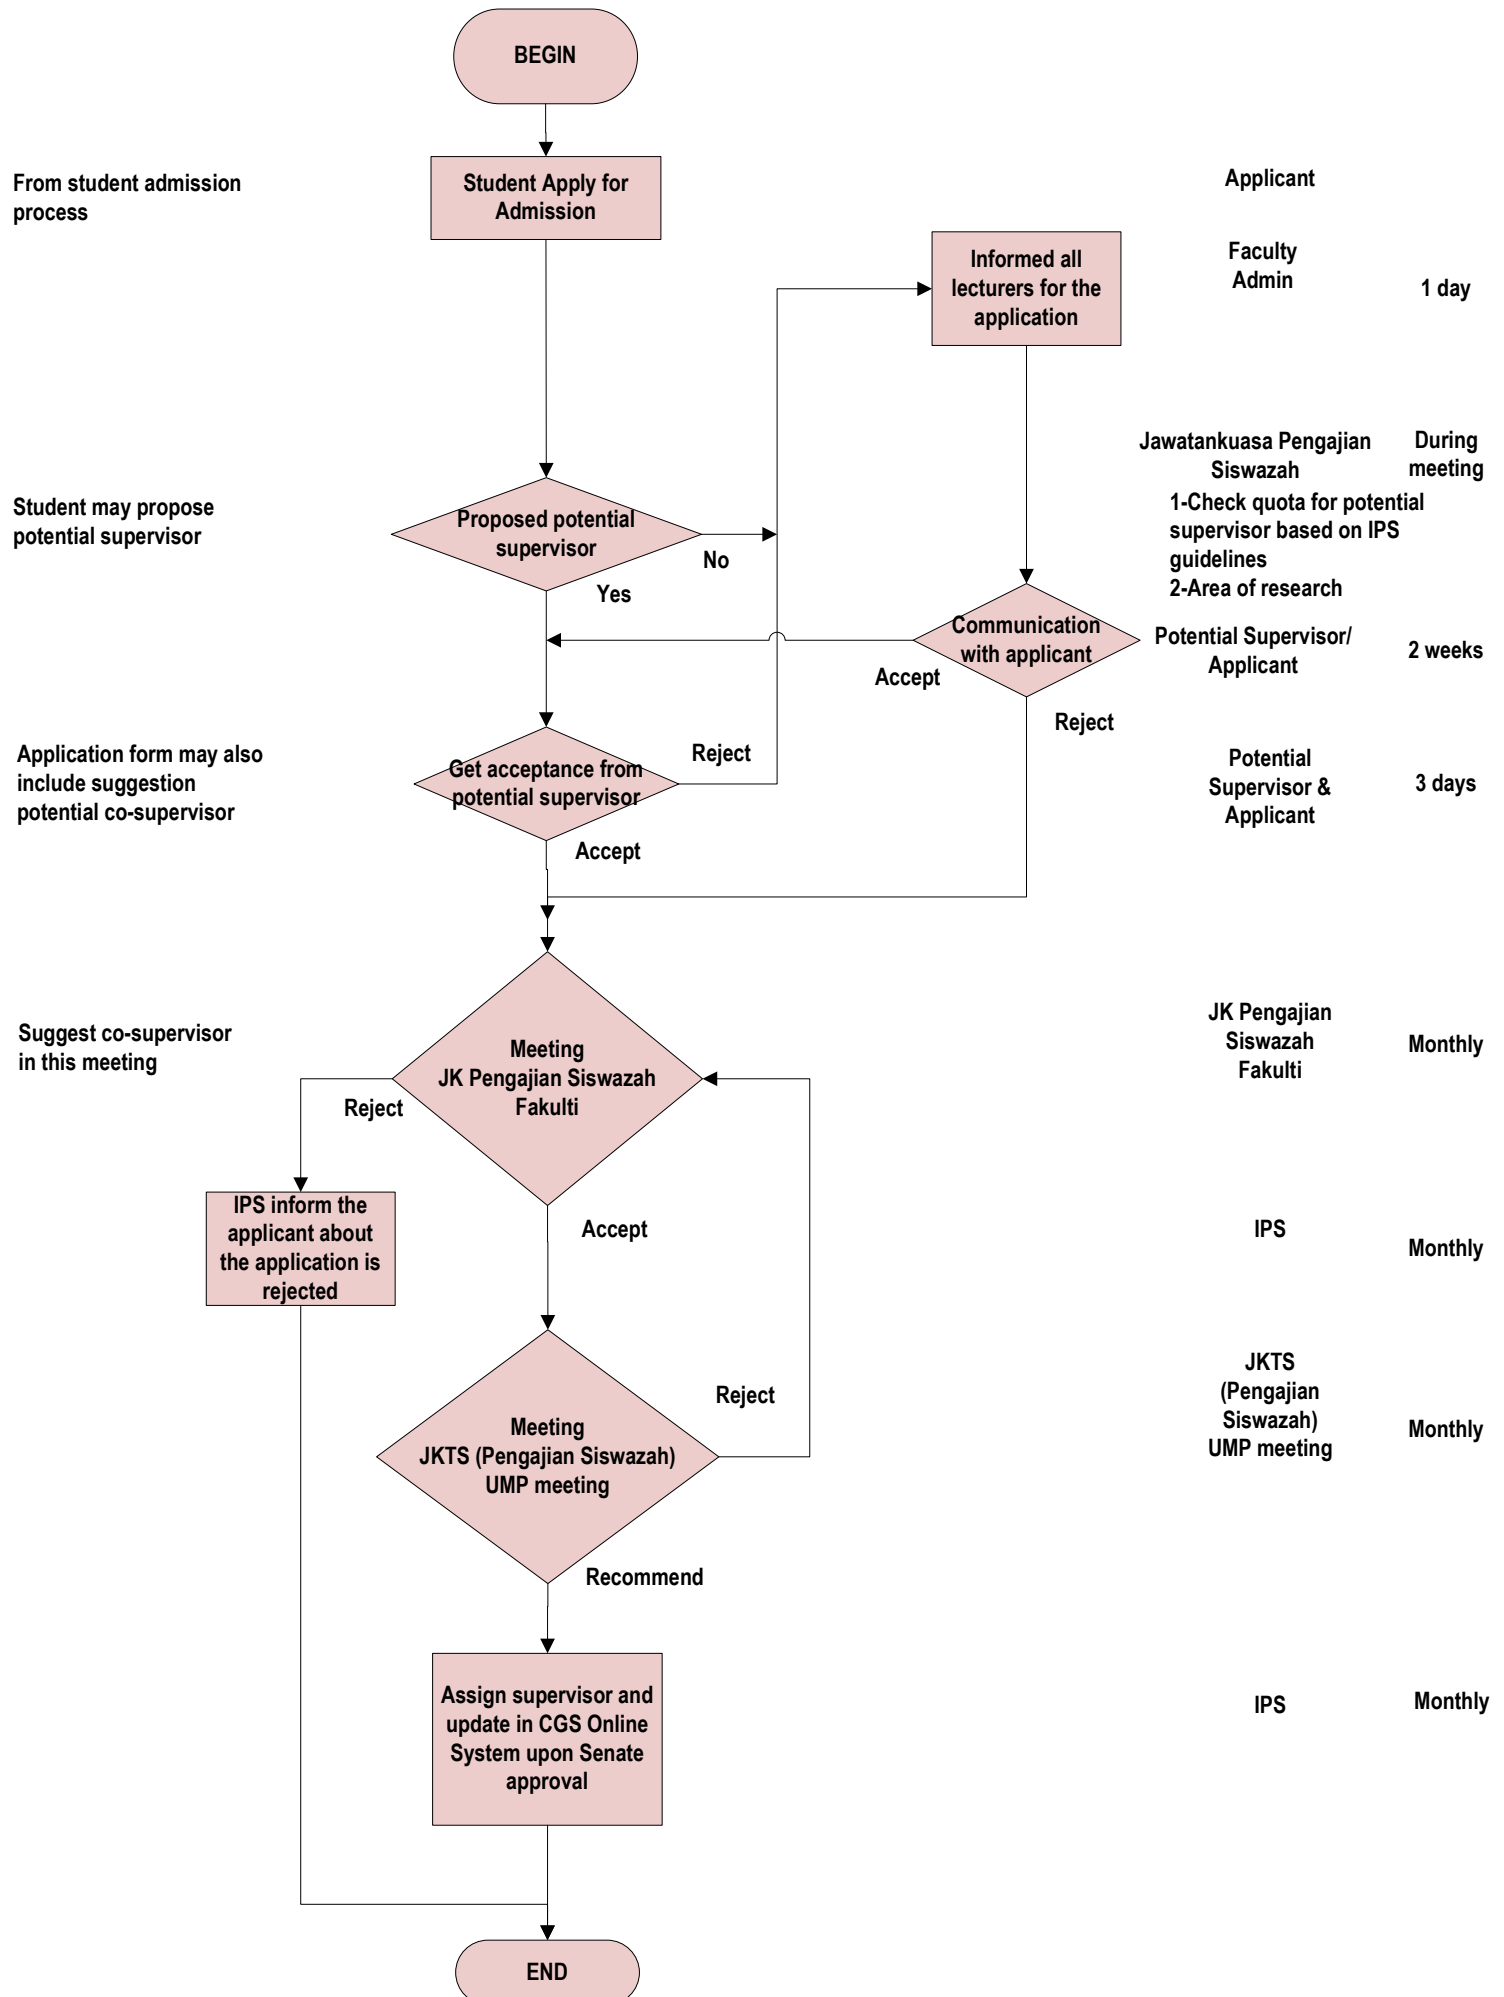 BEGIN
From student admission
process
Student Apply for
Admission
Applicant
Informed all
lecturers for the
application
Faculty
Admin
1 day
Jawatankuasa Pengajian
Siswazah
During
meeting
1-Check quota for potential
supervisor based on IPS
guidelines
2-Area of research
Student may propose
potential supervisor
Proposed potential
supervisor
No
Yes
Communication
with applicant
Accept
Reject
Potential Supervisor/
Applicant
2 weeks
Application form may also
include suggestion
potential co-supervisor
Get acceptance from
potential supervisor
Reject
Accept
Potential
Supervisor &
Applicant
3 days
Suggest co-supervisor
in this meeting
Meeting
JK Pengajian Siswazah
Fakulti
Reject
Accept
JK Pengajian
Siswazah
Fakulti
Monthly
IPS inform the
applicant about
the application is
rejected
IPS
Monthly
Meeting
JKTS (Pengajian Siswazah)
UMP meeting
Reject
Recommend
JKTS
(Pengajian
Siswazah)
UMP meeting
Monthly
Assign supervisor and
update in CGS Online
System upon Senate
approval
IPS
Monthly
END